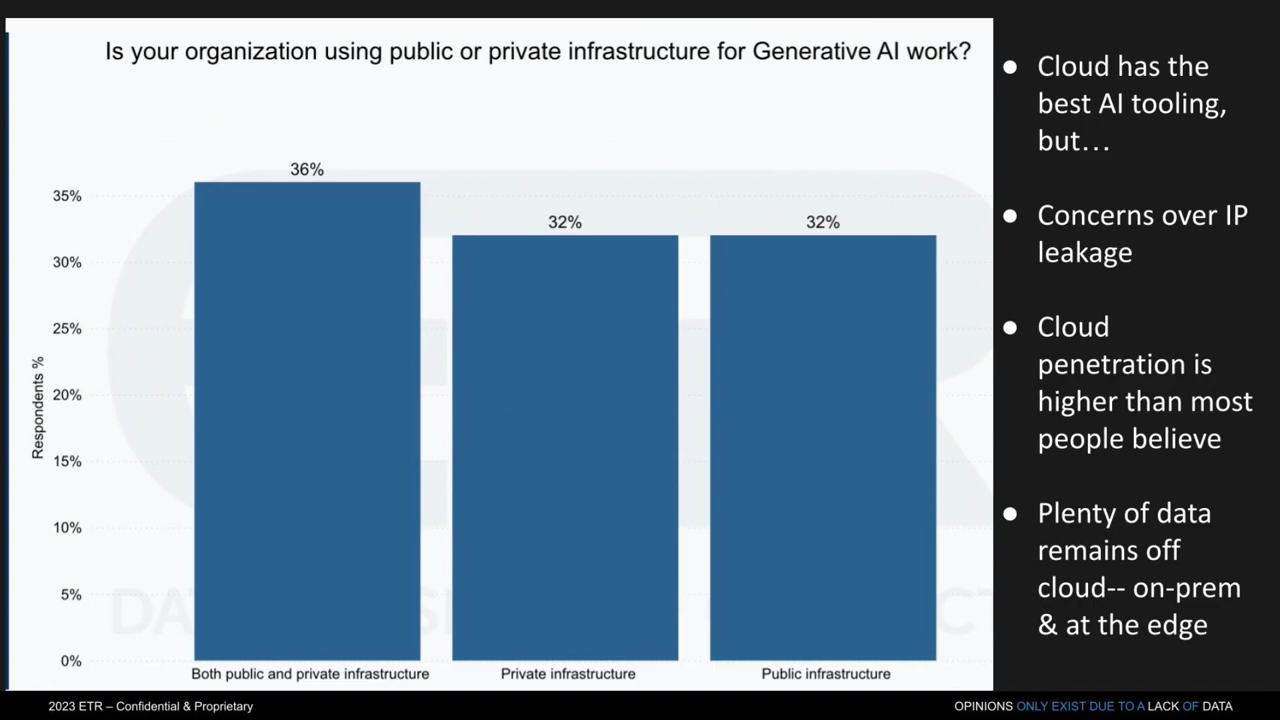 Is your organization using public or private infrastructure for Generative AI work?
36%
32%
32%
35%
30%
25%
20%
15%
10%
5%
0%
Respondents %
Both public and private infrastructure
Private infrastructure
Public infrastructure
● Cloud has the
best AI tooling,
but…
● Concerns over IP
leakage
● Cloud
penetration is
higher than most
people believe
● Plenty of data
remains off
cloud-- on-prem
& at the edge
2023 ETR – Confidential & Proprietary
OPINIONS ONLY EXIST DUE TO A LACK OF DATA